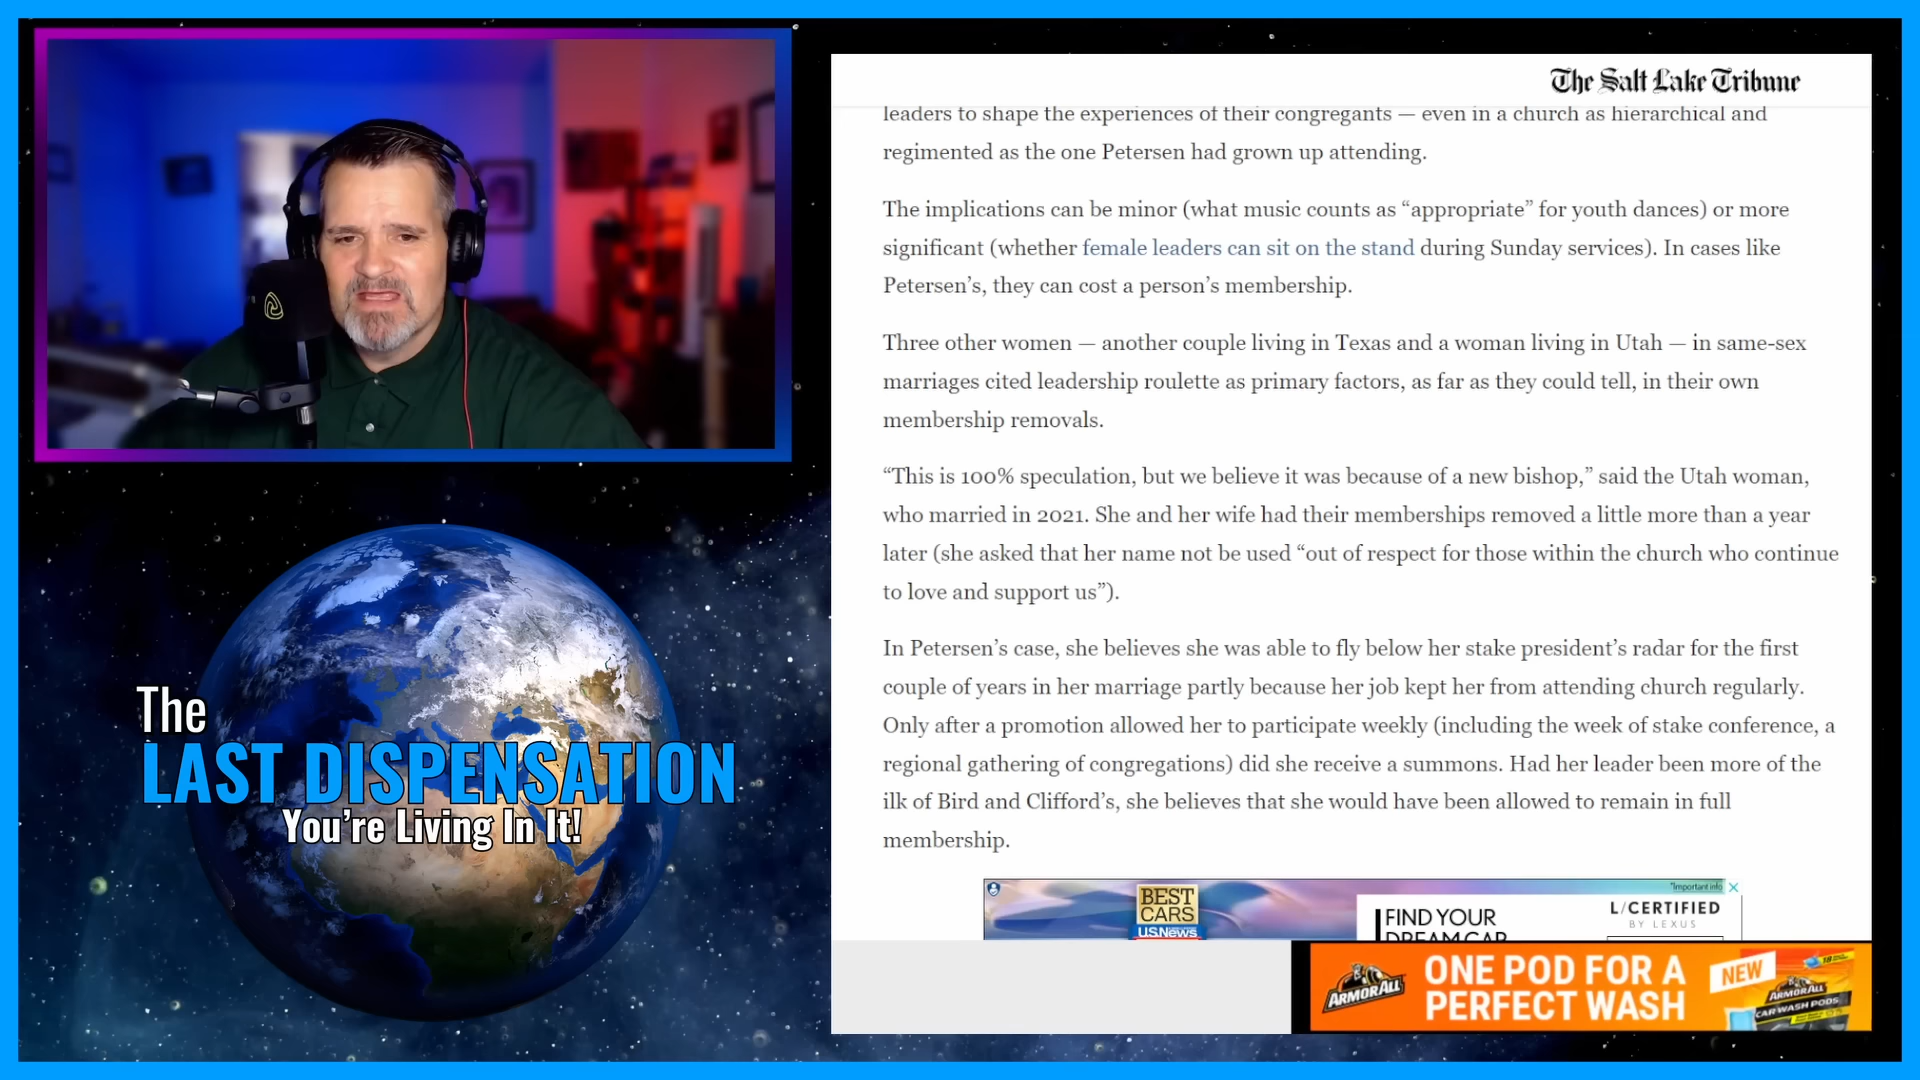 The Salt Lake Tribune
leaders to shape the experiences of their congregants — even in a church as hierarchical and
regimented as the one Petersen had grown up attending.
The implications can be minor (what music counts as “appropriate” for youth dances) or more
significant (whether female leaders can sit on the stand during Sunday services). In cases like
Petersen’s, they can cost a person’s membership.
Three other women — another couple living in Texas and a woman living in Utah — in same-sex
marriages cited leadership roulette as primary factors, as far as they could tell, in their own
membership removals.
“This is 100% speculation, but we believe it was because of a new bishop,” said the Utah woman,
who married in 2021. She and her wife had their memberships removed a little more than a year
later (she asked that her name not be used “out of respect for those within the church who continue
to love and support us”).
In Petersen’s case, she believes she was able to fly below her stake president’s radar for the first
couple of years in her marriage partly because her job kept her from attending church regularly.
Only after a promotion allowed her to participate weekly (including the week of stake conference, a
regional gathering of congregations) did she receive a summons. Had her leader been more of the
ilk of Bird and Clifford’s, she believes that she would have been allowed to remain in full
membership.
The
LAST DISPENSATION
You’re Living In It!
BEST
CARS
U.S.News
FIND YOUR
DREAM CAR
*Important info
L/CERTIFIED
BY LEXUS
ARMORALL
ONE POD FOR A
PERFECT WASH
NEW
18
ARMORALL
CAR WASH PODS